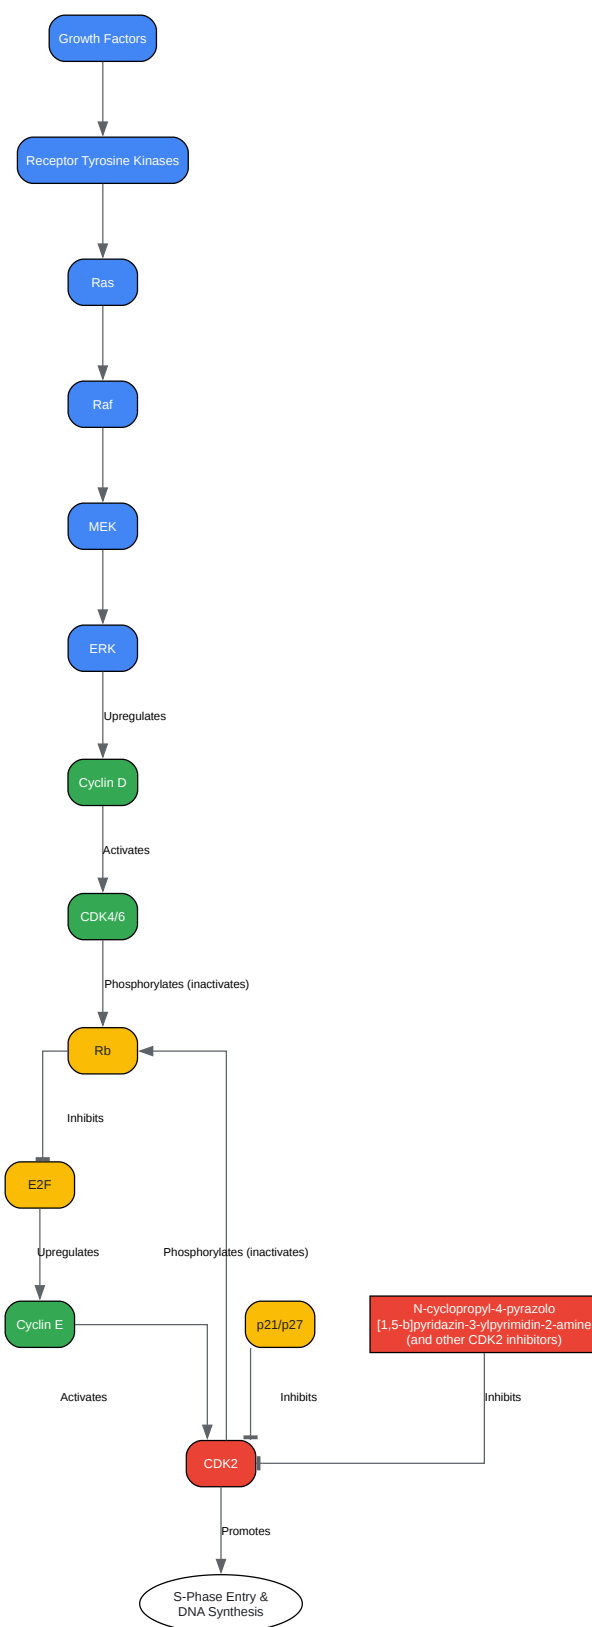 Growth Factors
Receptor Tyrosine Kinases
Ras
Raf
MEK
ERK
Upregulates
Cyclin D
Activates
CDK4/6
Phosphorylates (inactivates)
Rb
Inhibits
E2F
Upregulates
Phosphorylates (inactivates)
Cyclin E
p21/p27
N-cyclopropyl-4-pyrazolo
[1,5-b]pyridazin-3-ylpyrimidin-2-amine
(and other CDK2 inhibitors)
Activates
Inhibits
Inhibits
CDK2
Promotes
S-Phase Entry &
DNA Synthesis